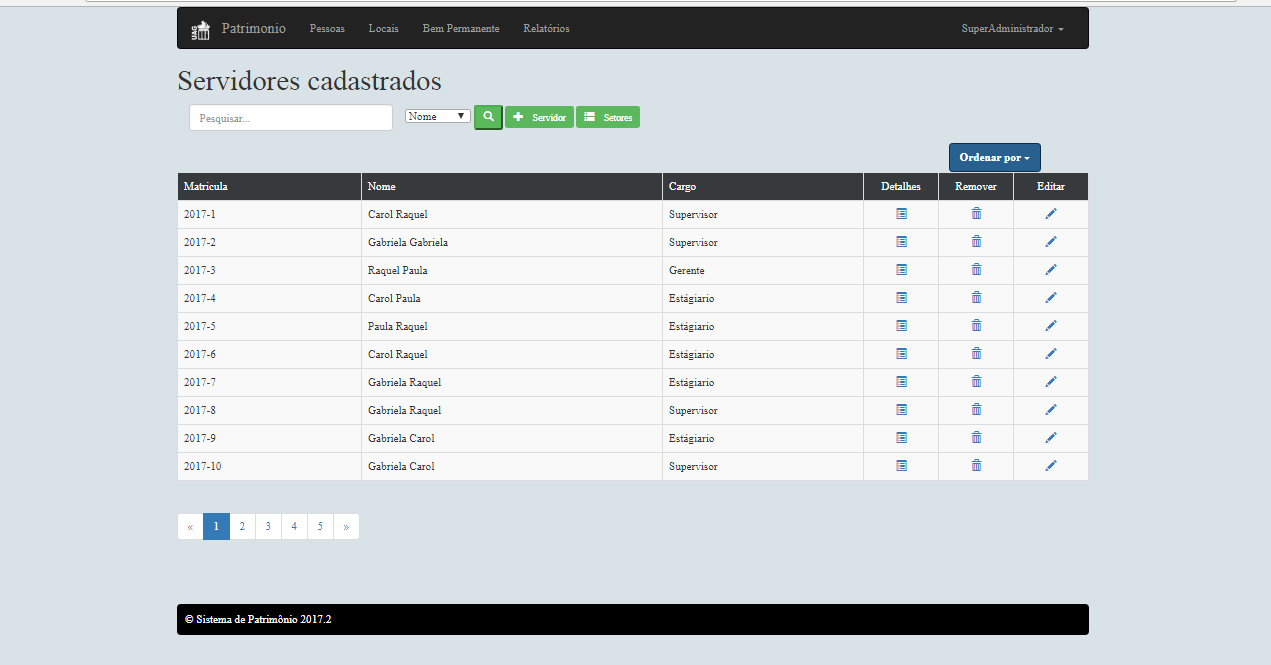 Patrimonio Pessoas Locais Bem Permanente Relatórios SuperAdministrador
Servidores cadastrados
Pesquisar... Nome Servidor Setores
Ordenar por
Matricula Nome Cargo Detalhes Remover Editar
2017-1 Carol Raquel Supervisor
2017-2 Gabriela Gabriela Supervisor
2017-3 Raquel Paula Gerente
2017-4 Carol Paula Estágiario
2017-5 Paula Raquel Estágiario
2017-6 Carol Raquel Estágiario
2017-7 Gabriela Raquel Estágiario
2017-8 Gabriela Raquel Supervisor
2017-9 Gabriela Carol Estágiario
2017-10 Gabriela Carol Supervisor
« 1 2 3 4 5 »
© Sistema de Patrimônio 2017.2